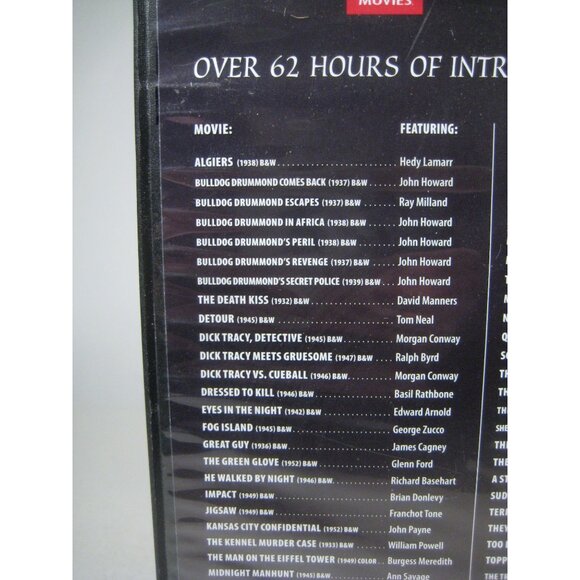 MOVIES
OVER 62 HOURS OF INTR
MOVIE: FEATURING:
ALGIERS (1938) B&W . . . . . . . . . . . . . . . . . . . . . Hedy Lamarr
BULLDOG DRUMMOND COMES BACK (1937) B&W . . . . . . John Howard
BULLDOG DRUMMOND ESCAPES (1937) B&W . . . . . . . Ray Milland
BULLDOG DRUMMOND IN AFRICA (1938) B&W . . . . . . John Howard
BULLDOG DRUMMOND'S PERIL (1938) B&W . . . . . . . John Howard
BULLDOG DRUMMOND'S REVENGE (1937) B&W . . . . . . John Howard
BULLDOG DRUMMOND'S SECRET POLICE (1939) B&W . . . . John Howard
THE DEATH KISS (1932) B&W . . . . . . . . . . . . . . David Manners
DETOUR (1945) B&W . . . . . . . . . . . . . . . . . . . Tom Neal
DICK TRACY, DETECTIVE (1945) B&W . . . . . . . . . . Morgan Conway
DICK TRACY MEETS GRUESOME (1947) B&W . . . . . . Ralph Byrd
DICK TRACY VS. CUEBALL (1946) B&W . . . . . . . . . Morgan Conway
DRESSED TO KILL (1946) B&W . . . . . . . . . . . . . . Basil Rathbone
EYES IN THE NIGHT (1942) B&W . . . . . . . . . . . . . Edward Arnold
FOG ISLAND (1945) B&W . . . . . . . . . . . . . . . . . George Zucco
GREAT GUY (1936) B&W . . . . . . . . . . . . . . . . . . James Cagney
THE GREEN GLOVE (1952) B&W . . . . . . . . . . . . . Glenn Ford
HE WALKED BY NIGHT (1946) B&W . . . . . . . . . . . Richard Basehart
IMPACT (1949) B&W . . . . . . . . . . . . . . . . . . . . Brian Donlevy
JIGSAW (1949) B&W . . . . . . . . . . . . . . . . . . . . Franchot Tone
KANSAS CITY CONFIDENTIAL (1952) B&W . . . . . . . John Payne
THE KENNEL MURDER CASE (1933) B&W . . . . . . . . William Powell
THE MAN ON THE EIFFEL TOWER (1949) COLOR . . . Burgess Meredith
MIDNIGHT MANHUNT (1945) B&W . . . . . . . . . . . . Ann Savage